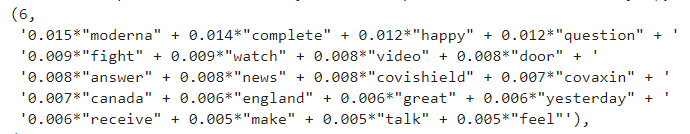 (6,
'0.015*"moderna" + 0.014*"complete" + 0.012*"happy" + 0.012*"question" + '
'0.009*"fight" + 0.009*"watch" + 0.008*"video" + 0.008*"door" + '
'0.008*"answer" + 0.008*"news" + 0.008*"covishield" + 0.007*"covaxin" + '
'0.007*"canada" + 0.006*"england" + 0.006*"great" + 0.006*"yesterday" + '
'0.006*"receive" + 0.005*"make" + 0.005*"talk" + 0.005*"feel"'),